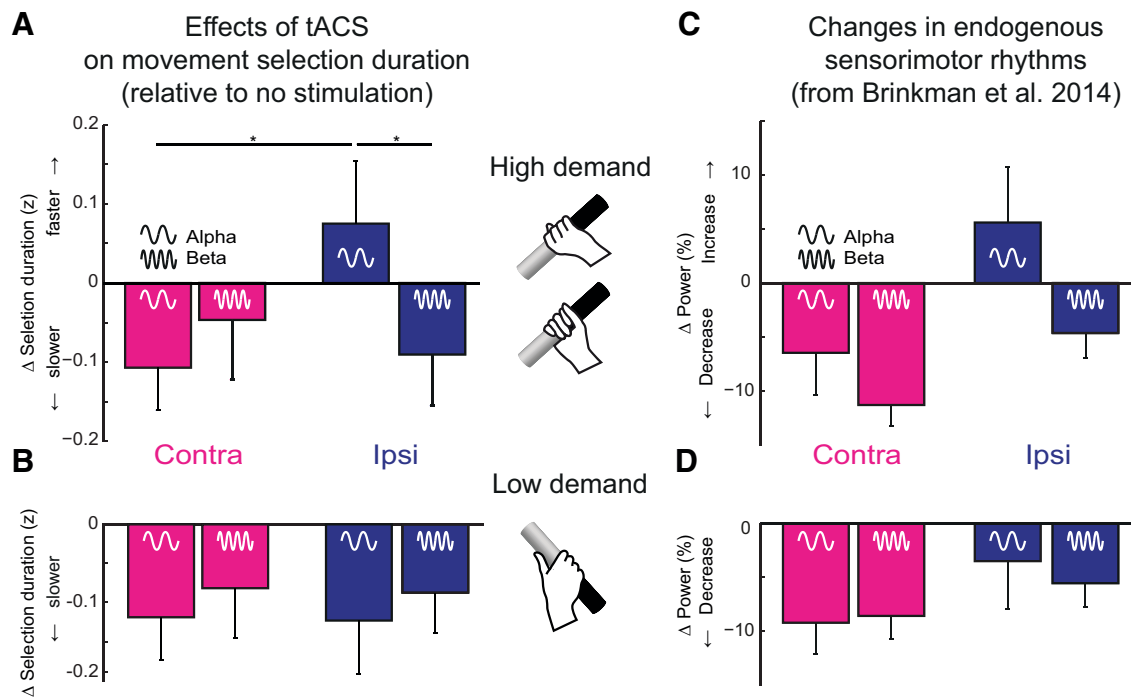 A
Effects of tACS
on movement selection duration
(relative to no stimulation)
0.2
0.1
0
−0.1
−0.2
Δ Seletion duration (z)
← slower
faster →
*
*
Alpha
Beta
Contra
Ipsi
High demand
C
Changes in endogenous
sensorimotor rhythms
(from Brinkman et al. 2014)
10
0
−10
Δ Power (%)
← Decrease
Increase →
Alpha
Beta
Contra
Ipsi
B
0
-0.1
-0.2
Δ Selection duration (z)
← slower
Low demand
D
0
−10
Δ Power (%)
← Decrease